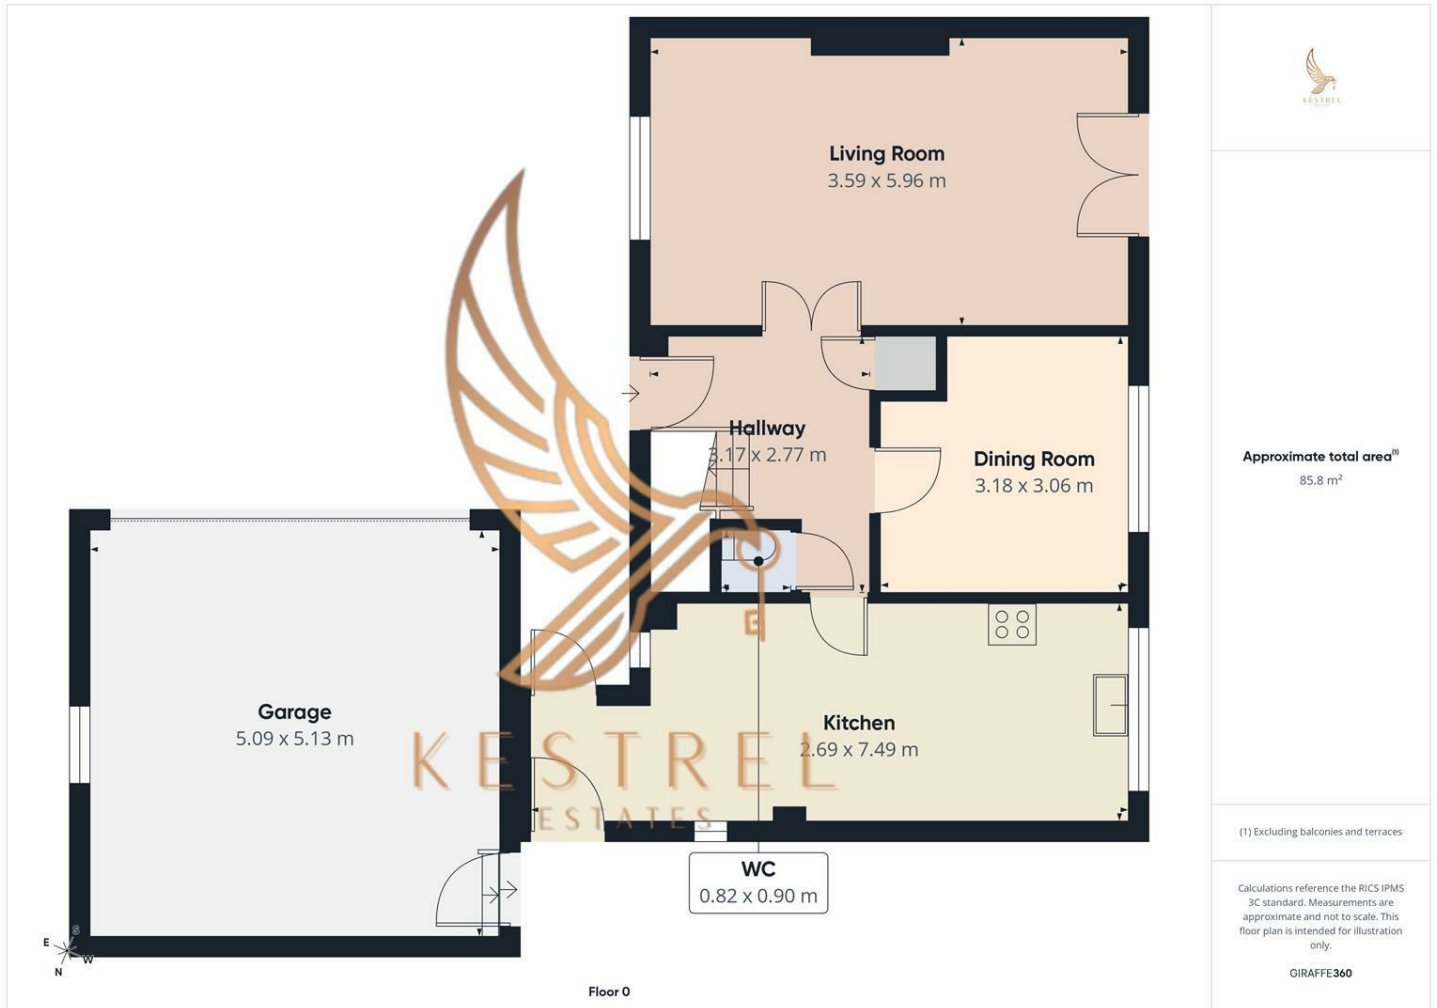 Living Room
3.59 x 5.96 m
Hallway
3.17 x 2.77 m
Dining Room
3.18 x 3.06 m
Garage
5.09 x 5.13 m
Kitchen
2.69 x 7.49 m
KESTREL
ESTATES
WC
0.82 x 0.90 m
S
E
W
N
Floor 0
KESTREL
Approximate total area(1)
85.8 m²
(1) Excluding balconies and terraces
Calculations reference the RICS IPMS
3C standard. Measurements are
approximate and not to scale. This
floor plan is intended for illustration
only.
GIRAFFE360